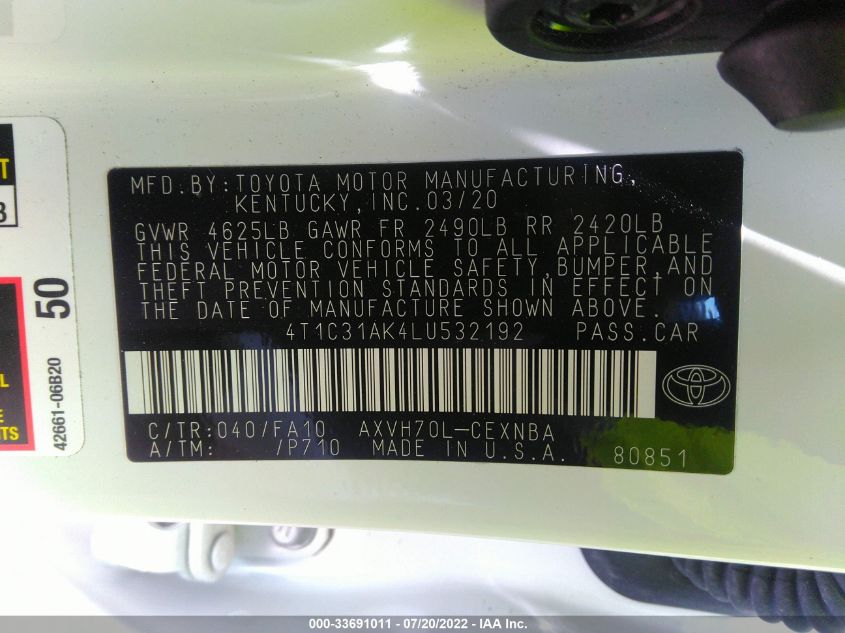 MFD.BY:TOYOTA MOTOR MANUFACTURING,
KENTUCKY,INC.03/20
GVWR 4625LB GAWR FR 2490LB RR 2420LB
THIS VEHICLE CONFORMS TO ALL APPLICABLE
FEDERAL MOTOR VEHICLE SAFETY,BUMPER,AND
THEFT PREVENTION STANDARDS IN EFFECT ON
THE DATE OF MANUFACTURE SHOWN ABOVE.
4T1C31AK4LU532192 PASS.CAR
C/TR:040/FA10 AXVH70L-CEXNBA
A/TM: /P710 MADE IN U.S.A. 80851
50
42661-06B20
000-33691011 / 07/20/2022 - IAA Inc.